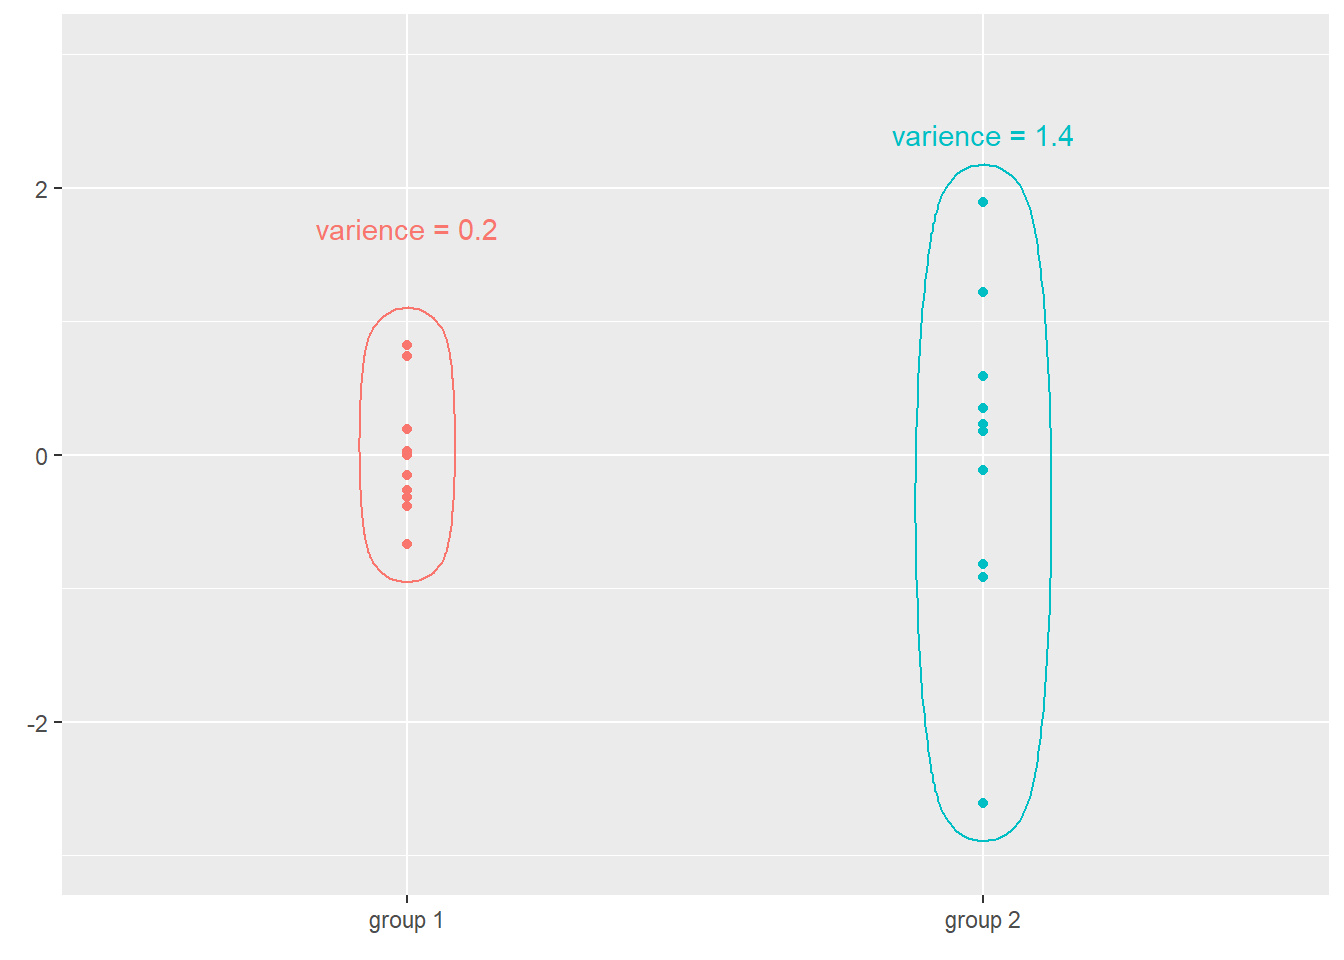 varience = 1.4
varience = 0.2
2
0
-2
group 1
group 2